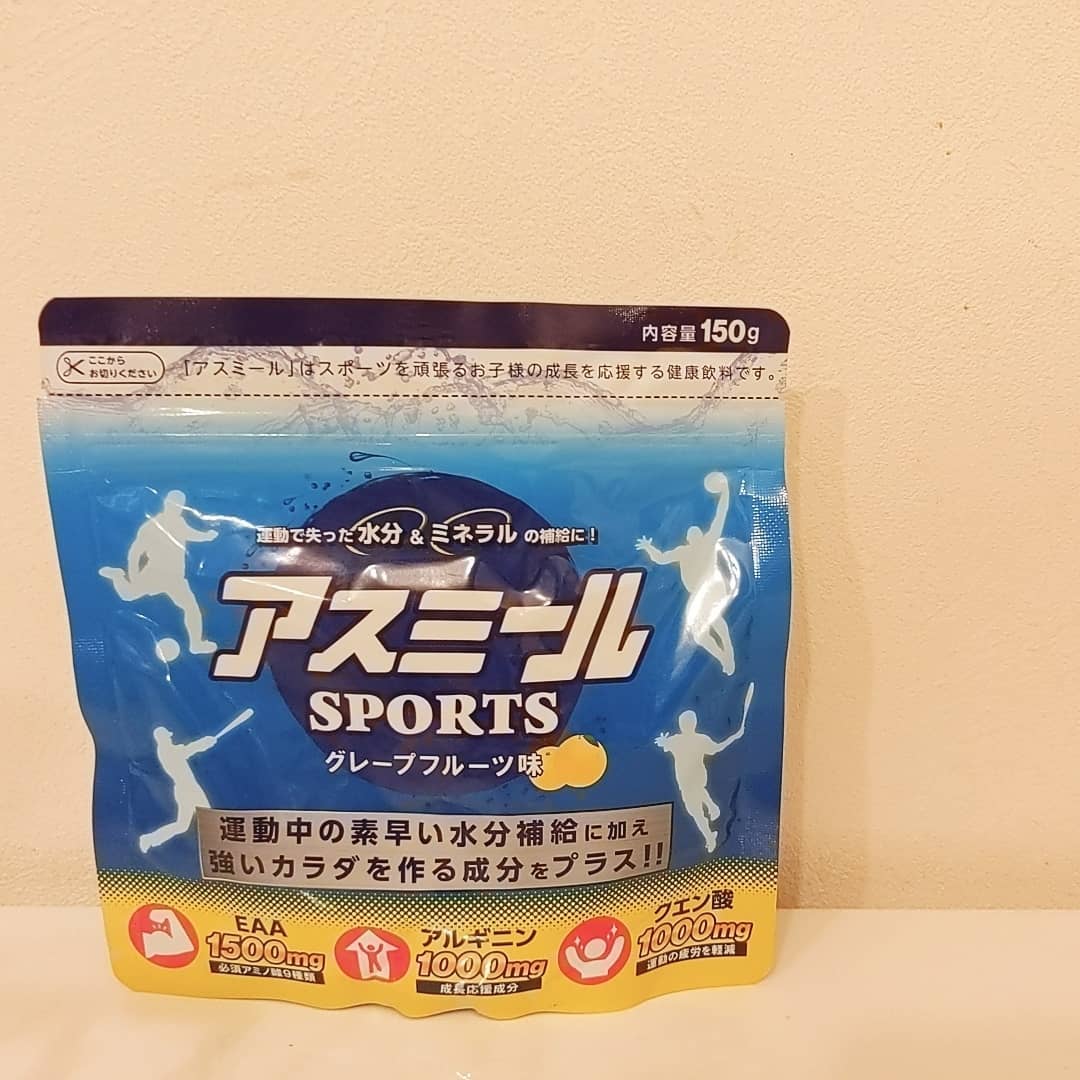 内容量150g
ここから
お切りください
「アスミール」はスポーツを頑張るお子様の成長を応援する健康飲料です。
運動で失った水分&ミネラルの補給に!
アスミール
SPORTS
グレープフルーツ味
運動中の素早い水分補給に加え
強いカラダを作る成分をプラス!!
EAA
1500mg
必須アミノ酸9種類
アルギニン
1000mg
成長応援成分
クエン酸
1000mg
運動の疲労を軽減